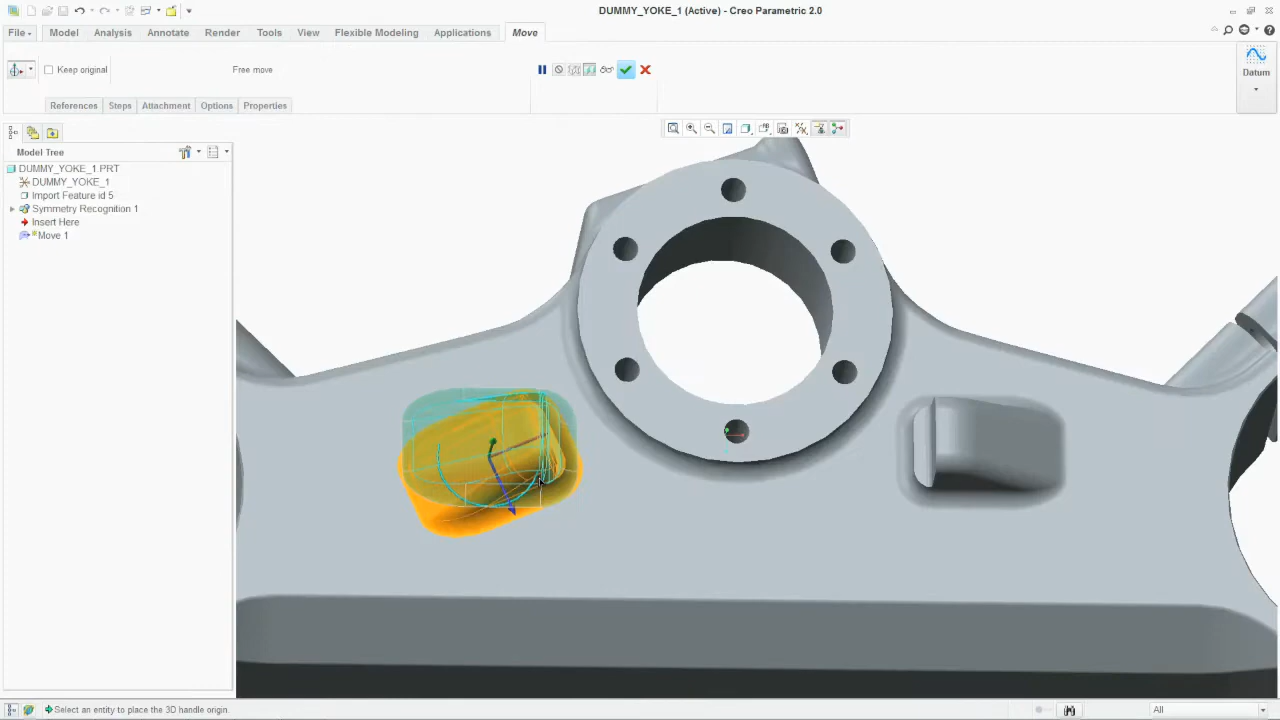 DUMMY_YOKE_1 (Active) - Creo Parametric 2.0
File Model Analysis Annotate Render Tools View Flexible Modeling Applications Move
Keep original Free move
Datum
References Steps Attachment Options Properties
Model Tree
DUMMY_YOKE_1.PRT
DUMMY_YOKE_1
Import Feature id 5
Symmetry Recognition 1
Insert Here
Move 1
Select an entity to place the 3D handle origin.
All